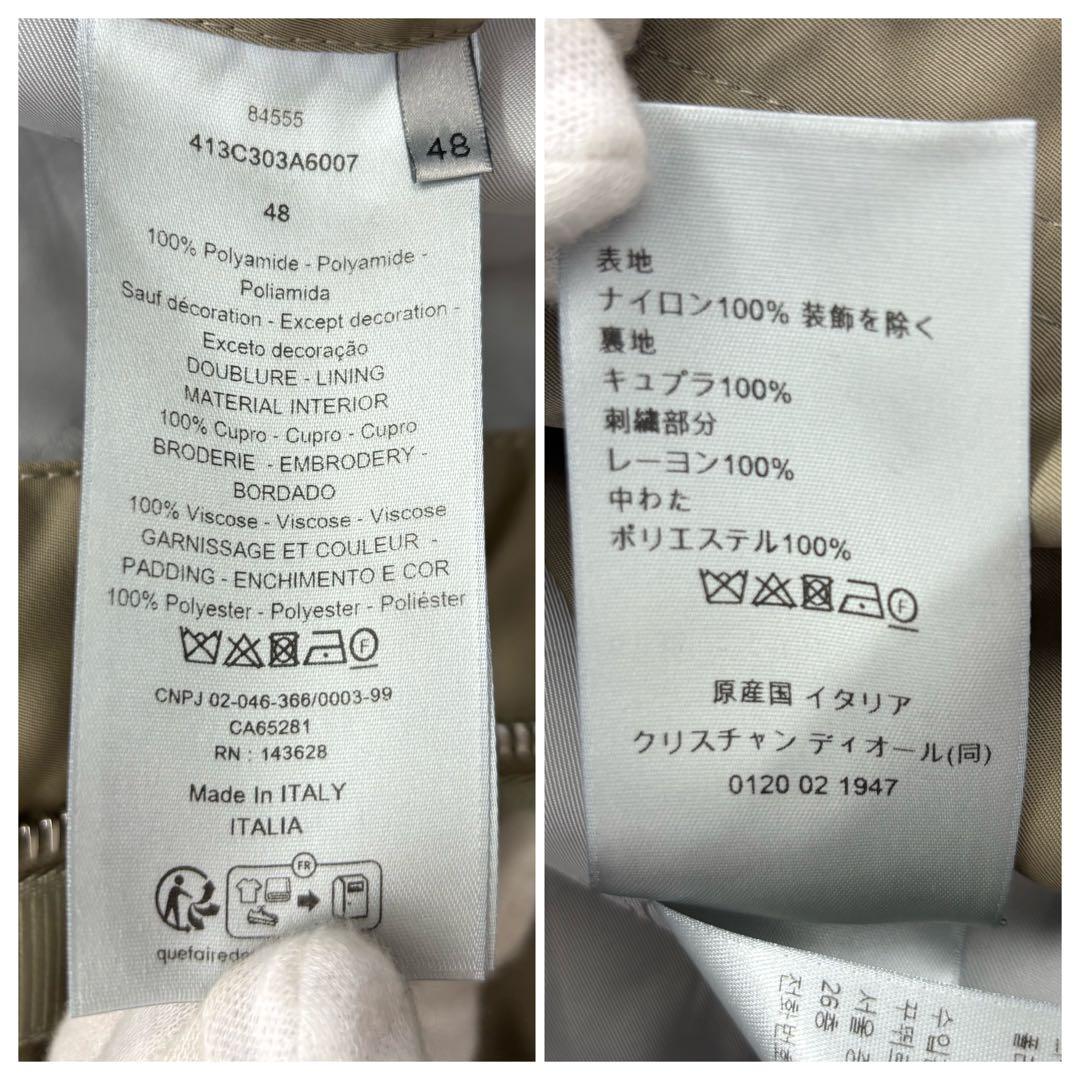 84555
413C303A6007
48
48
100% Polyamide - Polyamide -
Poliamida
Sauf décoration - Except decoration -
Exceto decoração
DOUBLURE - LINING
MATERIAL INTERIOR
100% Cupro - Cupro - Cupro
BRODERIE - EMBRODERY -
BORDADO
100% Viscose - Viscose - Viscose
GARNISSAGE ET COULEUR -
PADDING - ENCHIMENTO E COR
100% Polyester - Polyester - Poliéster
F
CNPJ 02-046-366/0003-99
CA65281
RN : 143628
Made In ITALY
ITALIA
FR
表地
ナイロン100% 装飾を除く
裏地
キュプラ100%
刺繍部分
レーヨン100%
中わた
ポリエステル100%
F
原産国 イタリア
クリスチャン ディオール(同)
0120 02 1947
서울
26층